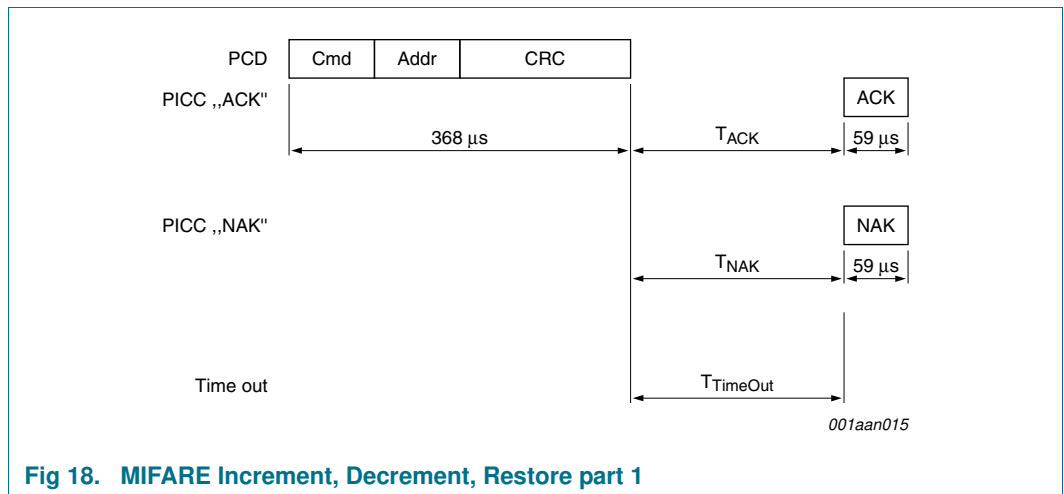 PCD Cmd Addr CRC
PICC ,,ACK" ACK
368 µs TACK 59 µs
PICC ,,NAK" NAK
TNAK 59 µs
Time out TTimeOut
001aan015
Fig 18. MIFARE Increment, Decrement, Restore part 1